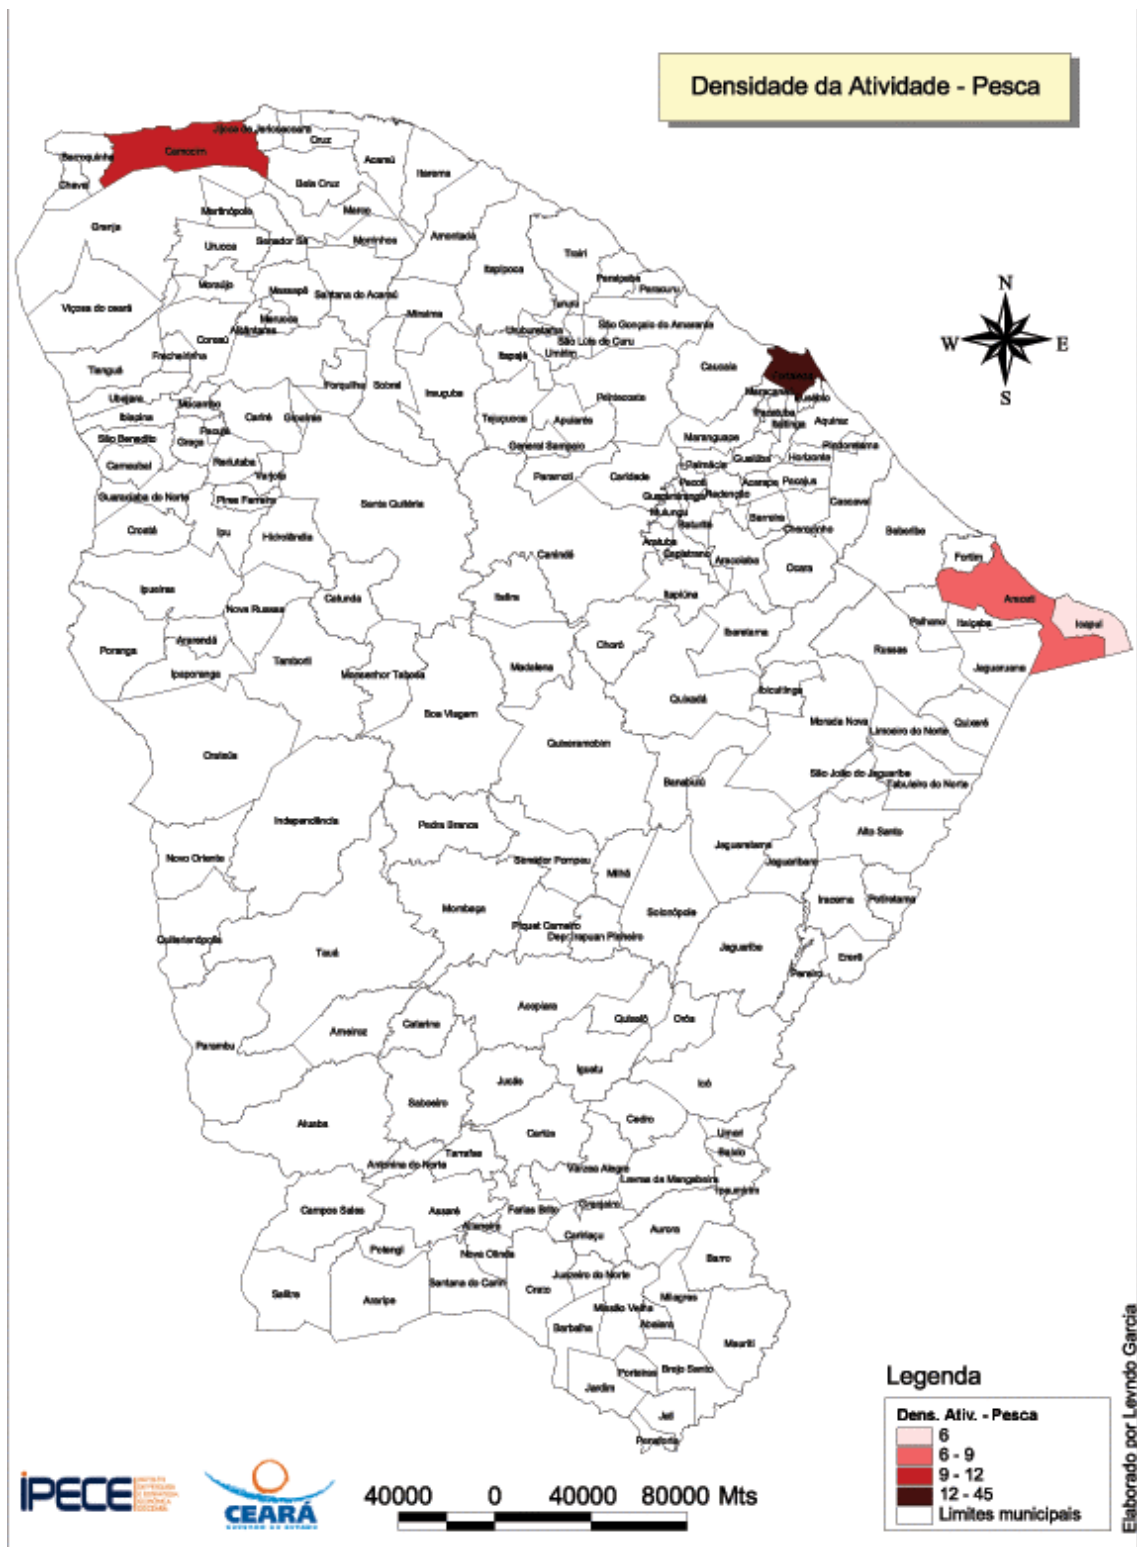 Densidade da Atividade - Pesca
Jijoca de Jericoacoara
Cruz
Camocim
Barroquinha
Acaraú
Itarema
Chaval
Bela Cruz
Marco
Martinópole
Granja
Uruoca
Senador Sá
Morrinhos
Amontada
Trairi
Itapipoca
Moraújo
Massapê
Santana do Acaraú
Paraipaba
Paracuru
Viçosa do ceará
Tururu
Miraíma
Meruoca
Alcântaras
Uruburetama
São Gonçalo do Amarante
Coreaú
São Luís do Curu
Umirim
Frecheirinha
Itapajé
Tianguá
Forquilha
Sobral
Irauçuba
Caucaia
Fortaleza
Ubajara
Mucambo
Pentecoste
Maracanaú
Eusébio
Ibiapina
Cariré
Groaíras
Tejuçuoca
Apuiarés
Pacatuba
Itaitinga
Aquiraz
Pacujá
São Benedito
Graça
General Sampaio
Maranguape
Pindoretama
Carnaubal
Reriutaba
Varjota
Paramoti
Caridade
Palmácia
Guaiúba
Horizonte
Guaraciaba do Norte
Pires Ferreira
Santa Quitéria
Pacoti
Acarape
Pacajus
Guaramiranga
Redenção
Cascavel
Mulungu
Croatá
Ipu
Hidrolândia
Baturité
Barreira
Chorozinho
Beberibe
Aratuba
Capistrano
Canindé
Aracoiaba
Ocara
Fortim
Ipueiras
Nova Russas
Catunda
Itatira
Itapiúna
Aracati
Palhano
Itaiçaba
Icapuí
Ararendá
Poranga
Ipaporanga
Tamboril
Monsenhor Tabosa
Madalena
Choró
Ibaretama
Russas
Jaguaruana
Quixadá
Ibicuitinga
Boa Viagem
Morada Nova
Limoeiro do Norte
Quixeré
Crateús
Quixeramobim
São João do Jaguaribe
Banabuiú
Tabuleiro do Norte
Independência
Pedra Branca
Alto Santo
Novo Oriente
Senador Pompeu
Milhã
Jaguaretama
Jaguaribara
Mombaça
Iracema
Potiretama
Solonópole
Piquet Carneiro
Quiterianópolis
Dep. Irapuan Pinheiro
Tauá
Jaguaribe
Ererê
Pereiro
Acopiara
Catarina
Quixelô
Orós
Arneiroz
Parambu
Iguatu
Jucás
Icó
Saboeiro
Aiuaba
Cedro
Cariús
Umari
Baixio
Tarrafas
Antonina do Norte
Várzea Alegre
Lavras da Mangabeira
Ipaumirim
Campos Sales
Assaré
Farias Brito
Granjeiro
Altaneira
Caririaçu
Aurora
Potengi
Nova Olinda
Barro
Juazeiro do Norte
Santana do Cariri
Salitre
Araripe
Crato
Missão Velha
Milagres
Abaiara
Barbalha
Mauriti
Porteiras
Brejo Santo
Jardim
Jati
Penaforte
N
W
E
S
Legenda
Dens. Ativ. - Pesca
6
6 - 9
9 - 12
12 - 45
Limites municipais
40000 0 40000 80000 Mts
iPECE
CEARÁ
GOVERNO DO ESTADO
Elaborado por Levndo Garcia